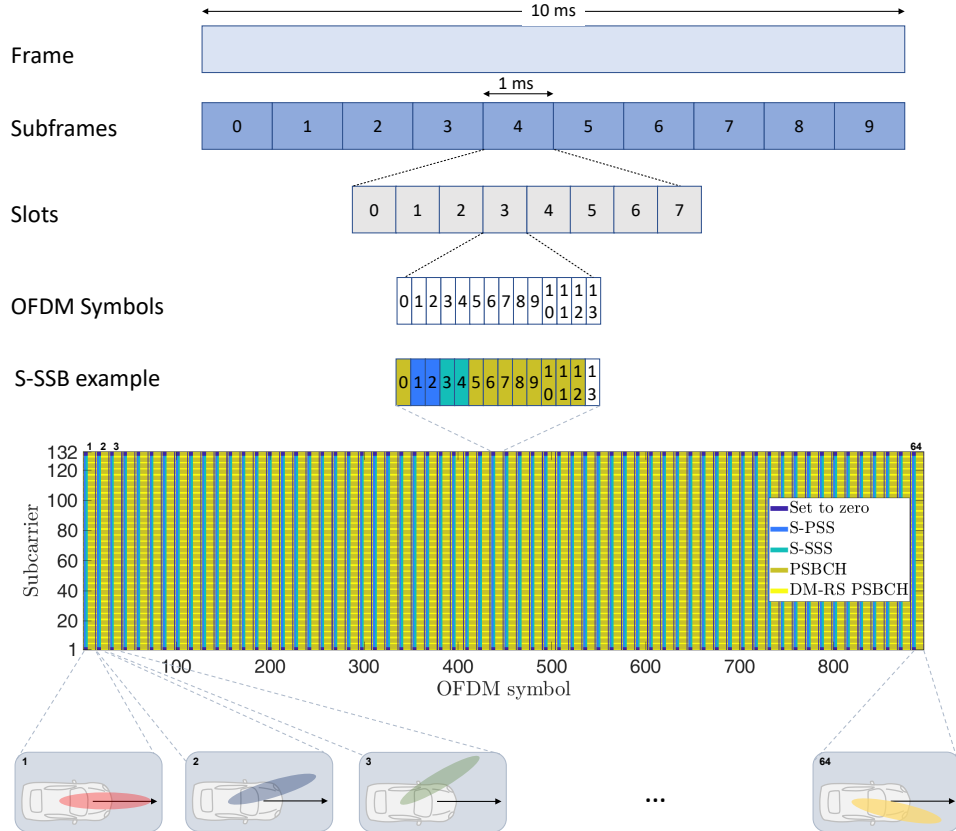 10 ms
Frame
1 ms
Subframes
0 1 2 3 4 5 6 7 8 9
Slots
0 1 2 3 4 5 6 7
OFDM Symbols
0 1 2 3 4 5 6 7 8 9 10 11 12 13
S-SSB example
0 1 2 3 4 5 6 7 8 9 10 11 12 13
1 2 3 64
132
120
100
80
60
40
20
1
Subcarrier
Set to zero
S-PSS
S-SSS
PSBCH
DM-RS PSBCH
100 200 300 400 500 600 700 800
OFDM symbol
1 2 3 ... 64